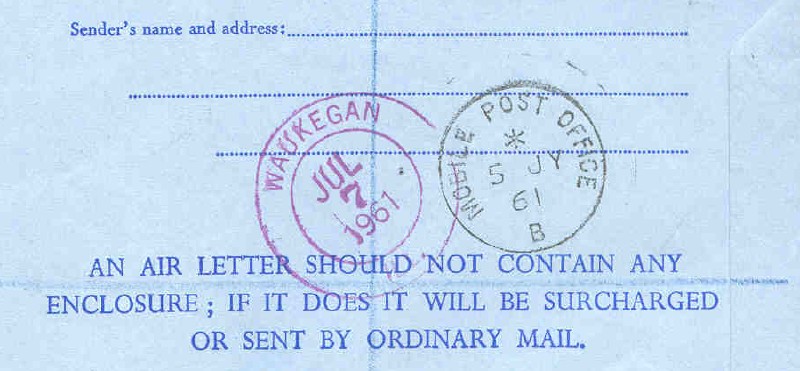 Sender's name and address:
WAUKEGAN
JUL
7
1961
MOBILE POST OFFICE
*
5 JY
61
B
AN AIR LETTER SHOULD NOT CONTAIN ANY
ENCLOSURE; IF IT DOES IT WILL BE SURCHARGED
OR SENT BY ORDINARY MAIL.